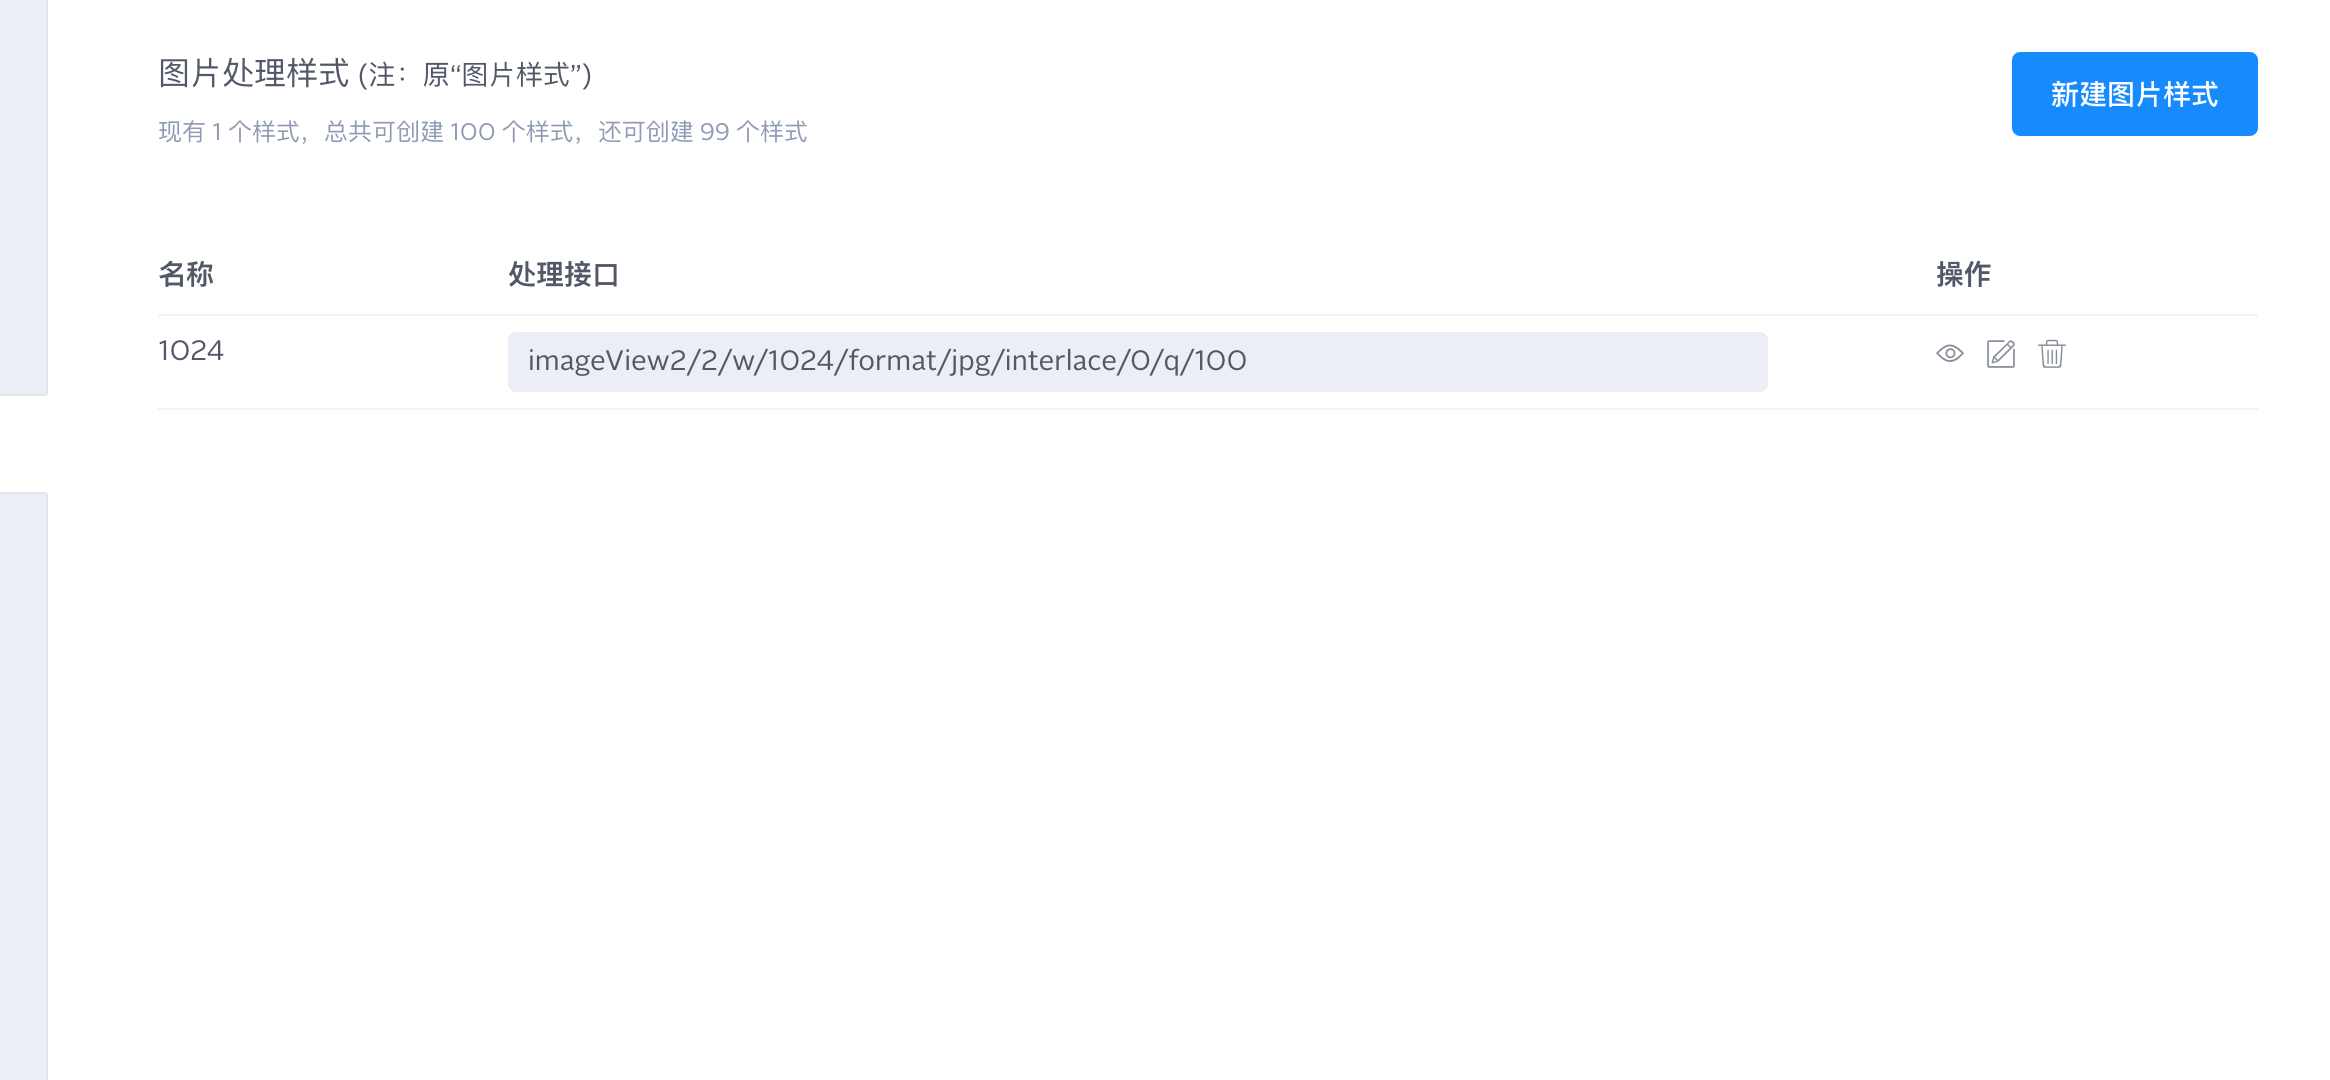 图片处理样式 (注：原“图片样式”)
新建图片样式
现有 1 个样式，总共可创建 100 个样式，还可创建 99 个样式
名称 处理接口 操作
1024 imageView2/2/w/1024/format/jpg/interlace/0/q/100